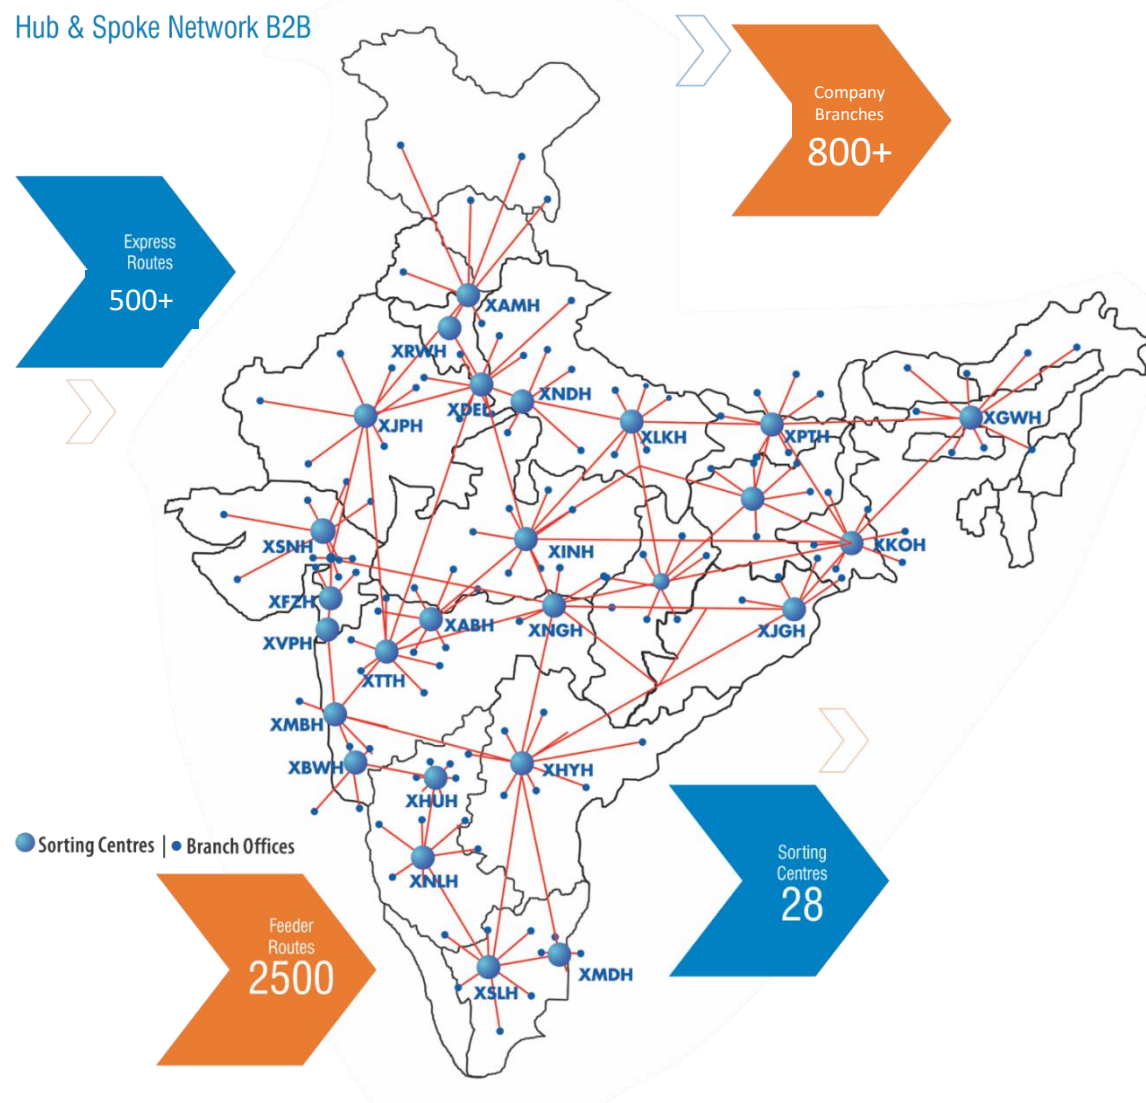 Hub & Spoke Network B2B
Company
Branches
800+
Express
Routes
500+
XAMH
XRWH
XDEL
XNDH
XJPH
XLKH
XPTH
XGWH
XSNH
XINH
XKOH
XFZH
XABH
XNGH
XJGH
XVPH
XTTH
XMBH
XBWH
XHYH
XHUH
Sorting Centres | • Branch Offices
XNLH
Sorting
Centres
28
Feeder
Routes
2500
XMDH
XSLH